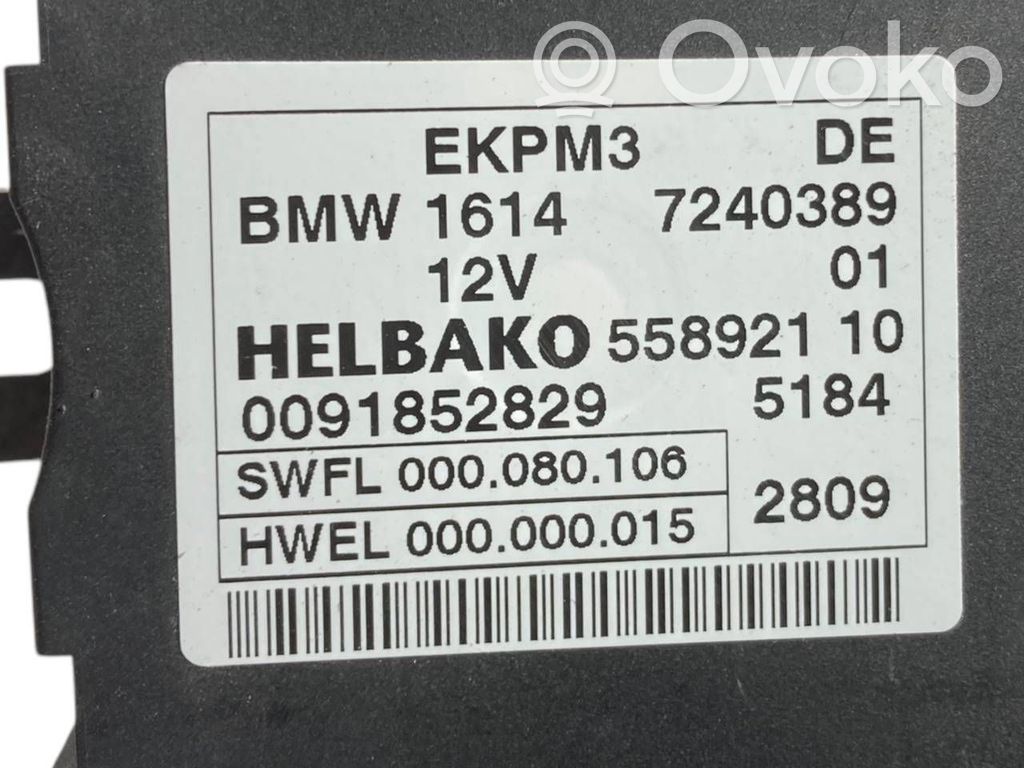 Ovoko
EKPM3 DE
BMW 1614 7240389
12V 01
HELBAKO 558921 10
0091852829 5184
SWFL 000.080.106
2809
HWEL 000.000.015